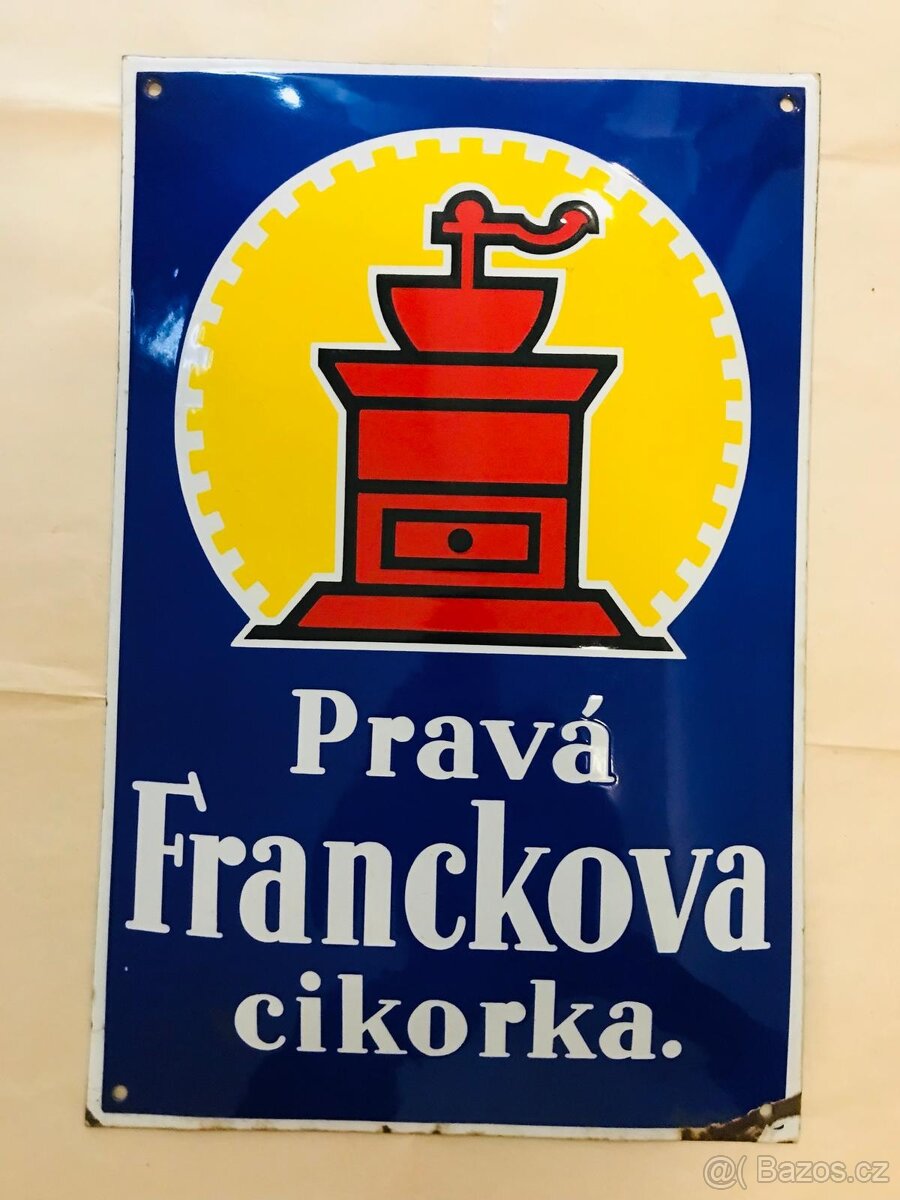 Pravá
Franckova
cikorka.
@( Bazos.cz